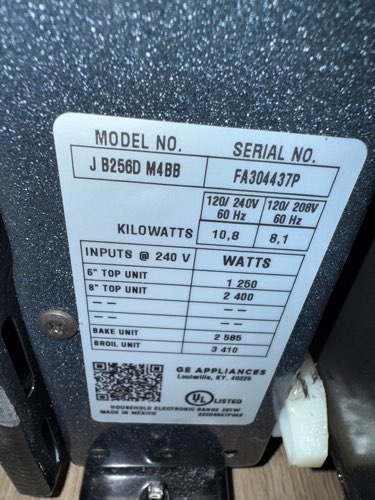 MODEL NO. SERIAL NO.
J B256D M4BB FA304437P
120/ 240V 120/ 208V
60 Hz 60 Hz
KILOWATTS 10,8 8,1
INPUTS @ 240 V WATTS
6" TOP UNIT 1 250
8" TOP UNIT 2 400
-- --
-- --
BAKE UNIT 2 585
BROIL UNIT 3 410
GE APPLIANCES
Louisville, KY. 40225
UL LISTED
HOUSEHOLD ELECTRONIC RANGE 28TW
MADE IN MÉXICO